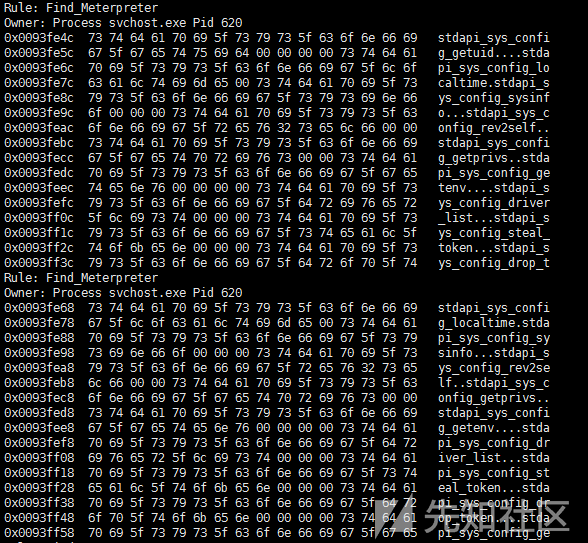 Rule: Find_Meterpreter
Owner: Process svchost.exe Pid 620
0x0093fe4c 73 74 64 61 70 69 5f 73 79 73 5f 63 6f 6e 66 69 stdapi_sys_confi
0x0093fe5c 67 5f 67 65 74 75 69 64 00 00 00 00 73 74 64 61 g_getuid....stda
0x0093fe6c 70 69 5f 73 79 73 5f 63 6f 6e 66 69 67 5f 6c 6f pi_sys_config_lo
0x0093fe7c 63 61 6c 74 69 6d 65 00 73 74 64 61 70 69 5f 73 caltime.stdapi_s
0x0093fe8c 79 73 5f 63 6f 6e 66 69 67 5f 73 79 73 69 6e 66 ys_config_sysinf
0x0093fe9c 6f 00 00 00 73 74 64 61 70 69 5f 73 79 73 5f 63 o...stdapi_sys_c
0x0093feac 6f 6e 66 69 67 5f 72 65 76 32 73 65 6c 66 00 00 onfig_rev2self..
0x0093febc 73 74 64 61 70 69 5f 73 79 73 5f 63 6f 6e 66 69 stdapi_sys_confi
0x0093fecc 67 5f 67 65 74 70 72 69 76 73 00 00 73 74 64 61 g_getprivs..stda
0x0093fedc 70 69 5f 73 79 73 5f 63 6f 6e 66 69 67 5f 67 65 pi_sys_config_ge
0x0093feec 74 65 6e 76 00 00 00 00 73 74 64 61 70 69 5f 73 tenv....stdapi_s
0x0093fefc 79 73 5f 63 6f 6e 66 69 67 5f 64 72 69 76 65 72 ys_config_driver
0x0093ff0c 5f 6c 69 73 74 00 00 00 73 74 64 61 70 69 5f 73 _list...stdapi_s
0x0093ff1c 79 73 5f 63 6f 6e 66 69 67 5f 73 74 65 61 6c 5f ys_config_steal_
0x0093ff2c 74 6f 6b 65 6e 00 00 00 73 74 64 61 70 69 5f 73 token...stdapi_s
0x0093ff3c 79 73 5f 63 6f 6e 66 69 67 5f 64 72 6f 70 5f 74 ys_config_drop_t
Rule: Find_Meterpreter
Owner: Process svchost.exe Pid 620
0x0093fe68 73 74 64 61 70 69 5f 73 79 73 5f 63 6f 6e 66 69 stdapi_sys_confi
0x0093fe78 67 5f 6c 6f 63 61 6c 74 69 6d 65 00 73 74 64 61 g_localtime.stda
0x0093fe88 70 69 5f 73 79 73 5f 63 6f 6e 66 69 67 5f 73 79 pi_sys_config_sy
0x0093fe98 73 69 6e 66 6f 00 00 00 73 74 64 61 70 69 5f 73 sinfo...stdapi_s
0x0093fea8 79 73 5f 63 6f 6e 66 69 67 5f 72 65 76 32 73 65 ys_config_rev2se
0x0093feb8 6c 66 00 00 73 74 64 61 70 69 5f 73 79 73 5f 63 lf..stdapi_sys_c
0x0093fec8 6f 6e 66 69 67 5f 67 65 74 70 72 69 76 73 00 00 onfig_getprivs..
0x0093fed8 73 74 64 61 70 69 5f 73 79 73 5f 63 6f 6e 66 69 stdapi_sys_confi
0x0093fee8 67 5f 67 65 74 65 6e 76 00 00 00 00 73 74 64 61 g_getenv....stda
0x0093fef8 70 69 5f 73 79 73 5f 63 6f 6e 66 69 67 5f 64 72 pi_sys_config_dr
0x0093ff08 69 76 65 72 5f 6c 69 73 74 00 00 00 73 74 64 61 iver_list...stda
0x0093ff18 70 69 5f 73 79 73 5f 63 6f 6e 66 69 67 5f 73 74 pi_sys_config_st
0x0093ff28 65 61 6c 5f 74 6f 6b 65 6e 00 00 00 73 74 64 61 eal_token...stda
0x0093ff38 70 69 5f 73 79 73 5f 63 6f 6e 66 69 67 5f 64 72 pi_sys_config_dr
0x0093ff48 6f 70 5f 74 6f 6b 65 6e 00 00 00 00 73 74 64 61 op_token....stda
0x0093ff58 70 69 5f 73 79 73 5f 63 6f 6e 66 69 67 5f 67 65 pi_sys_config_ge
先知社区